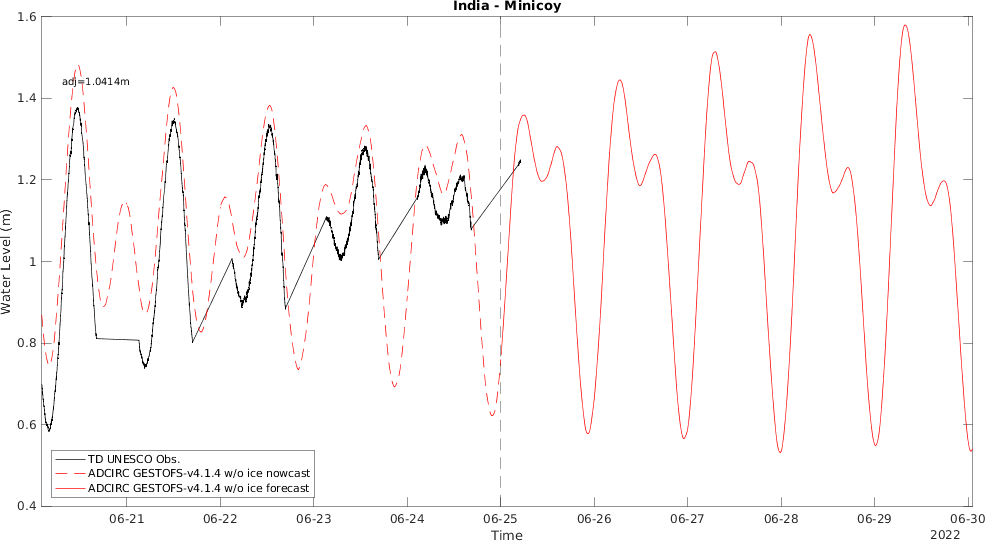 India - Minicoy
adj=1.0414m
Water Level (m)
1.6
1.4
1.2
1
0.8
0.6
0.4
TD UNESCO Obs.
ADCIRC GESTOFS-v4.1.4 w/o ice nowcast
ADCIRC GESTOFS-v4.1.4 w/o ice forecast
06-21 06-22 06-23 06-24 06-25 06-26 06-27 06-28 06-29 06-30
Time
2022